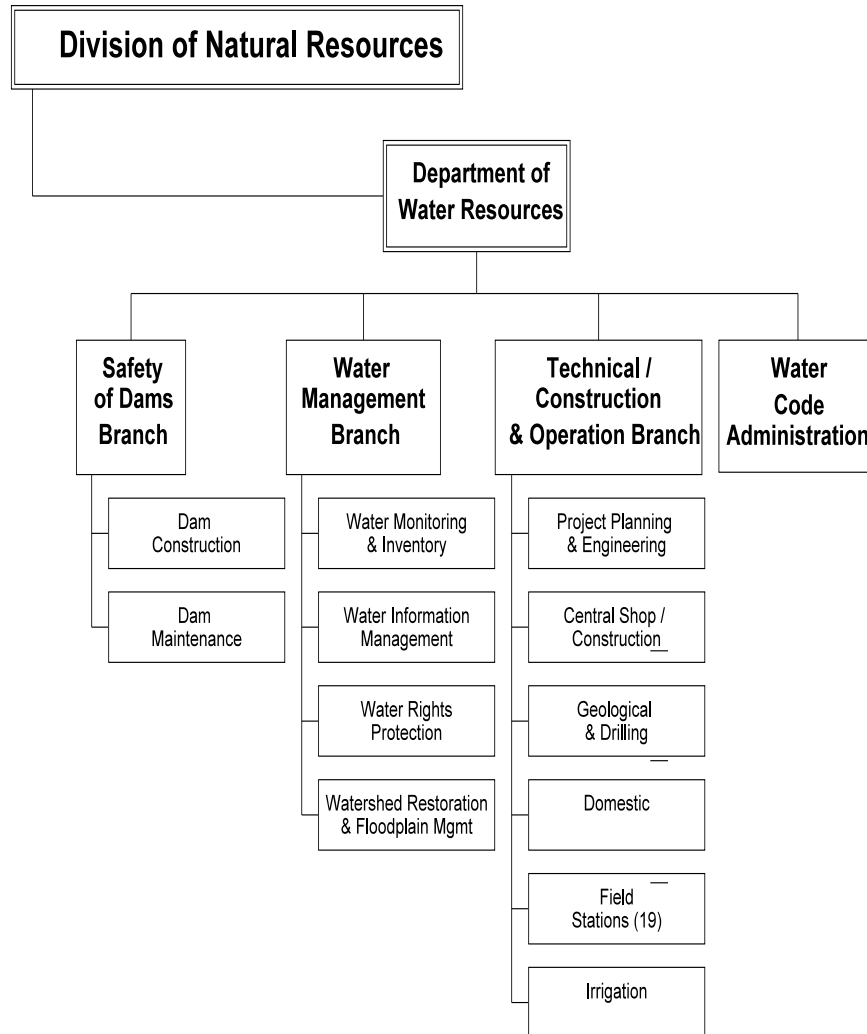 Division of Natural Resources
Department of
Water Resources
Safety
of Dams
Branch
Water
Management
Branch
Technical /
Construction
& Operation Branch
Water
Code
Administration
Dam
Construction
Dam
Maintenance
Water Monitoring
& Inventory
Water Information
Management
Water Rights
Protection
Watershed Restoration
& Floodplain Mgmt
Project Planning
& Engineering
Central Shop /
Construction
Geological
& Drilling
Domestic
Field
Stations (19)
Irrigation